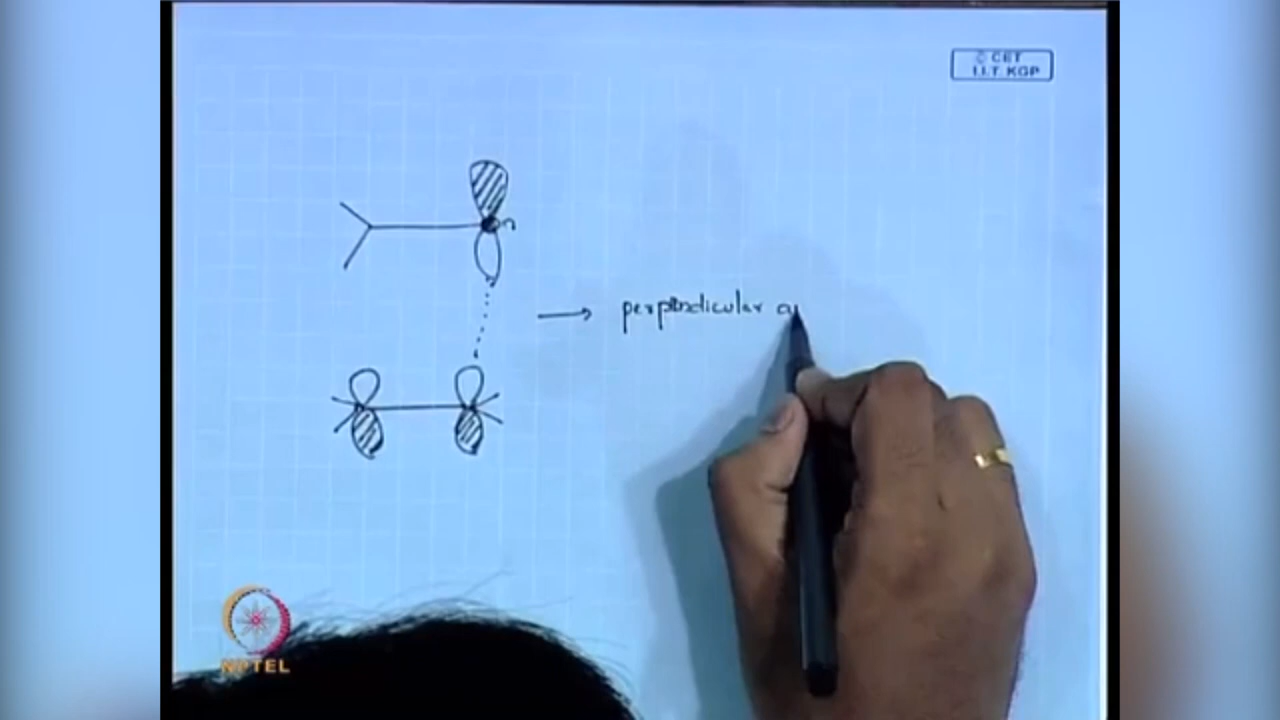 © CET
I.I.T. KGP
n
→ perpendicular a
NPTEL